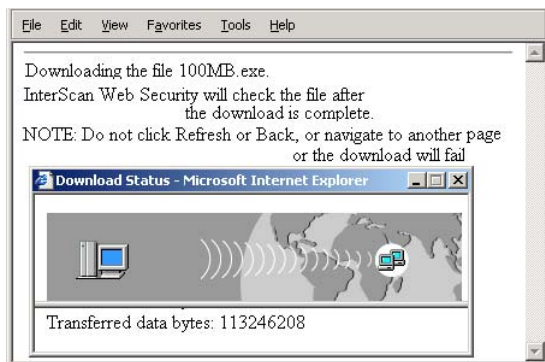 File Edit View Favorites Tools Help
Downloading the file 100MB.exe.
InterScan Web Security will check the file after
the download is complete.
NOTE: Do not click Refresh or Back, or navigate to another page
or the download will fail
Download Status - Microsoft Internet Explorer
Transferred data bytes: 113246208